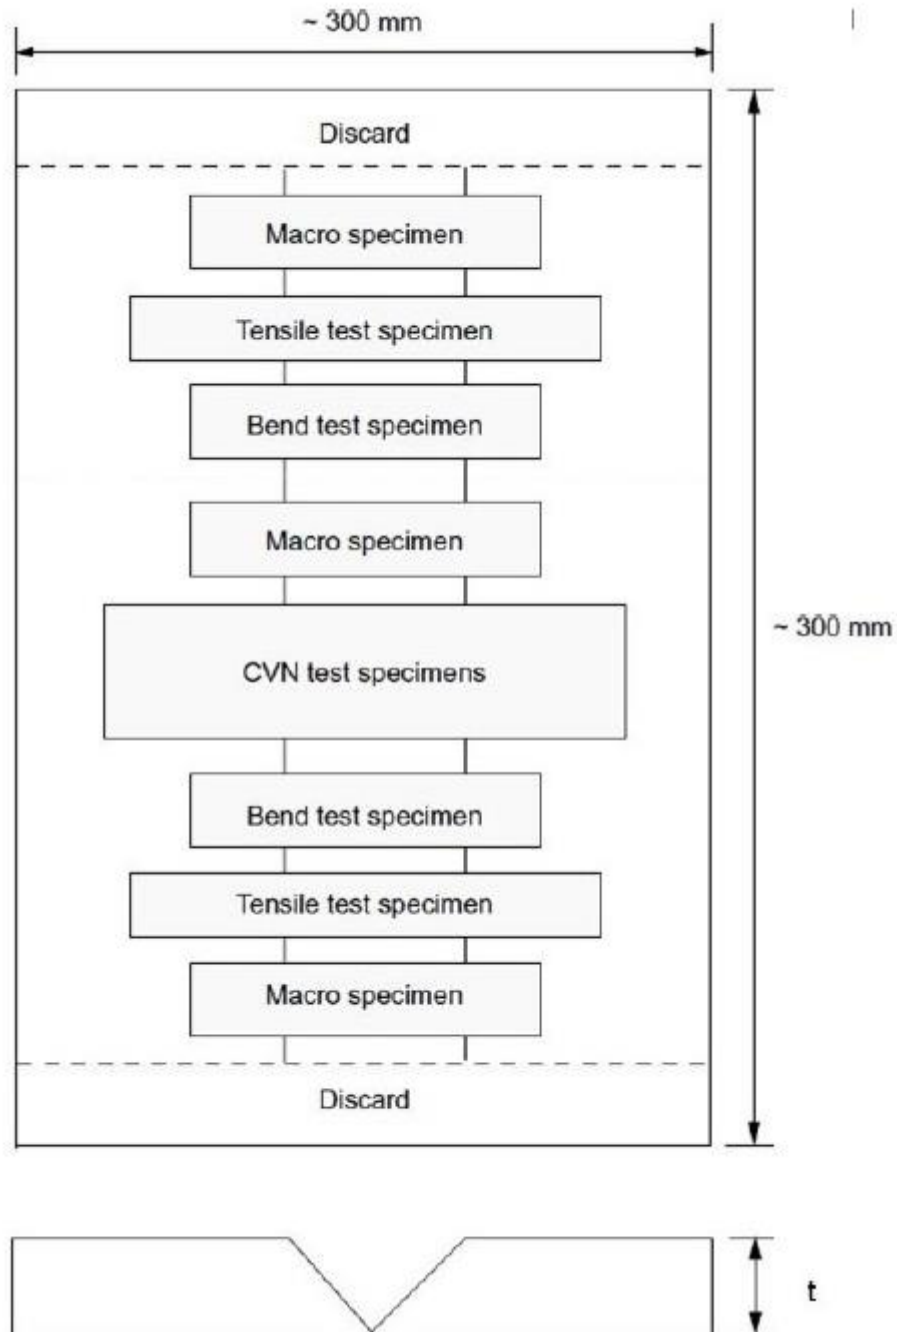 ~ 300 mm
Discard
Macro specimen
Tensile test specimen
Bend test specimen
Macro specimen
~ 300 mm
CVN test specimens
Bend test specimen
Tensile test specimen
Macro specimen
Discard
t